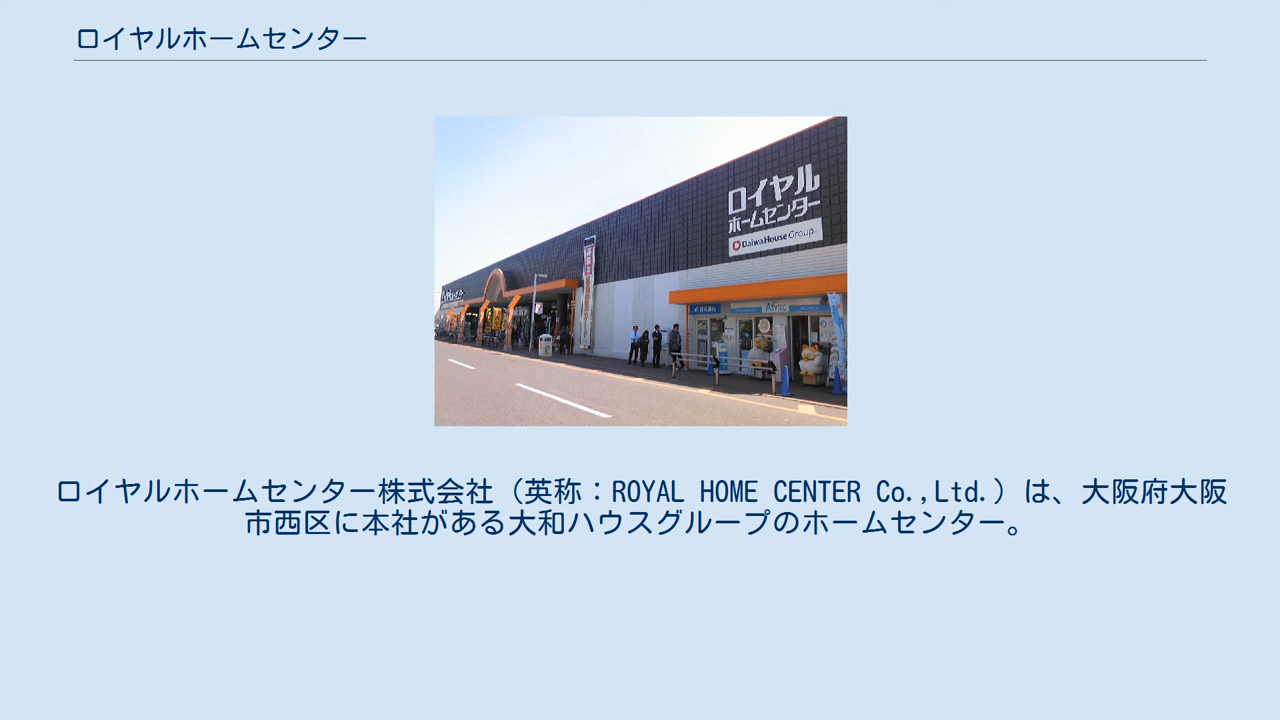 ロイヤルホームセンター
ロイヤル
ホームセンター
Daiwa House Group
ロイヤルホームセンター株式会社（英称：ROYAL HOME CENTER Co.,Ltd.）は、大阪府大阪
市西区に本社がある大和ハウスグループのホームセンター。